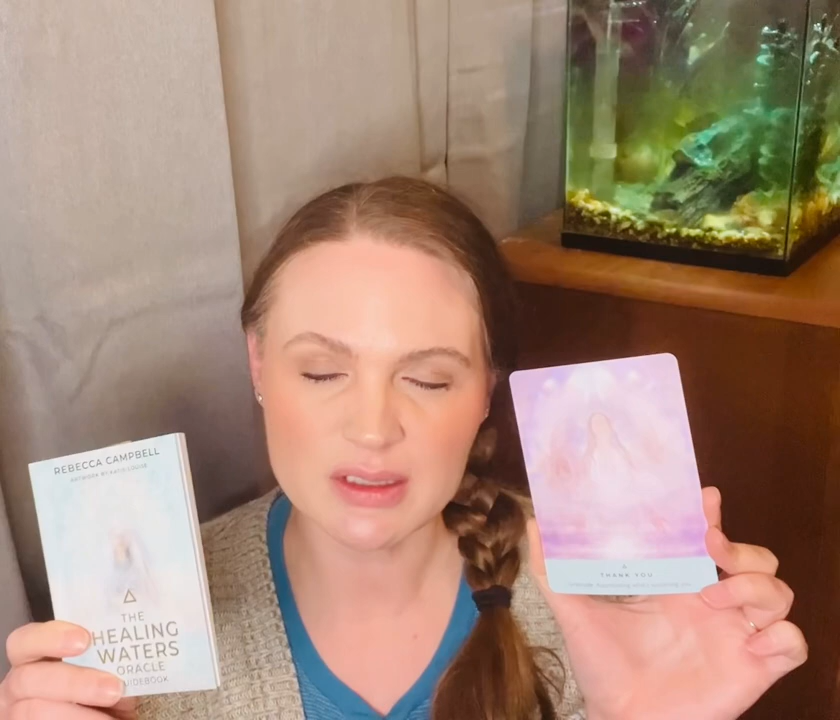 REBECCA CAMPBELL
ARTWORK BY KATIE-LOUISE
THE
HEALING
WATERS
ORACLE
GUIDEBOOK
THANK YOU